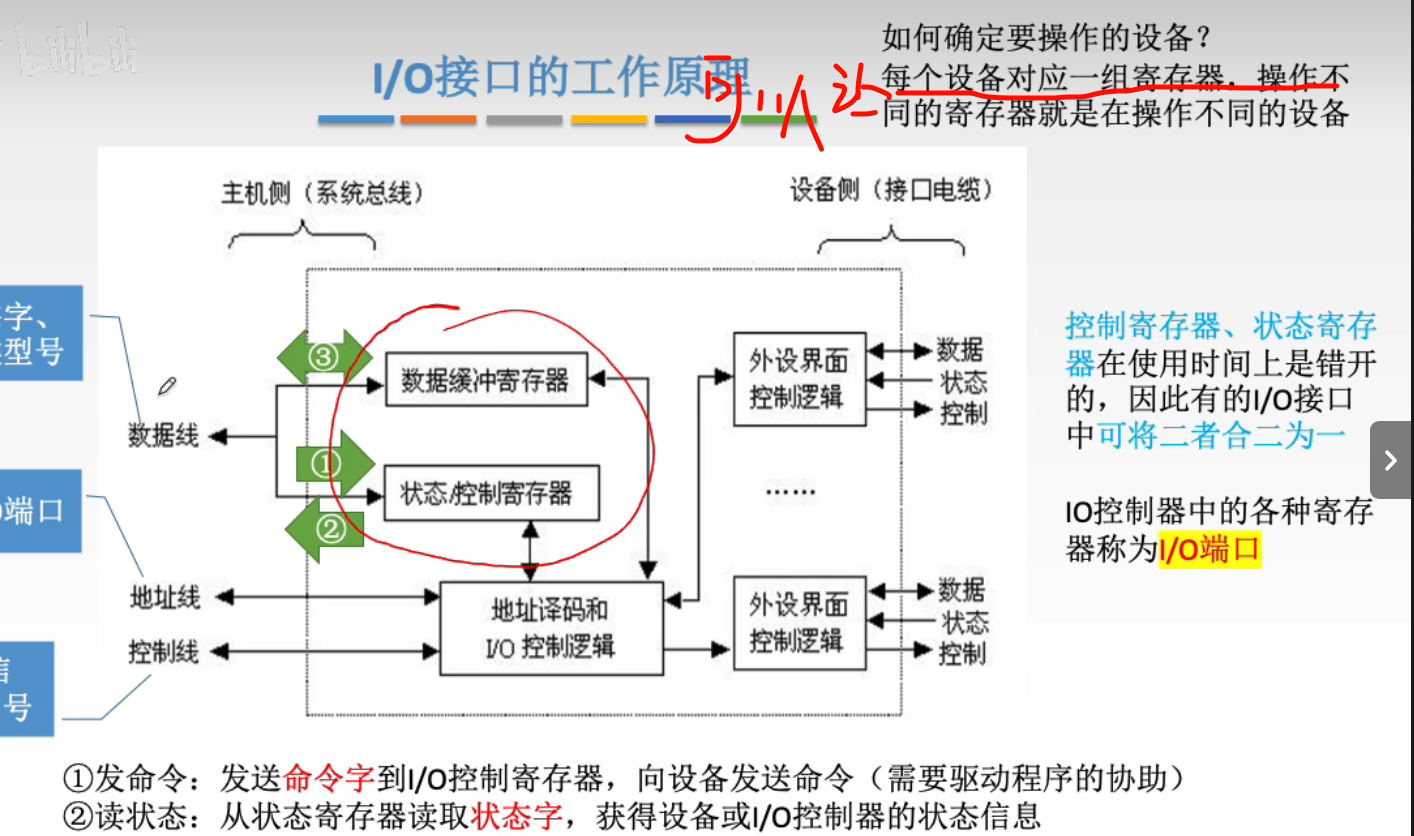 bilibili
如何确定要操作的设备？
I/O接口的工作原理
每个设备对应一组寄存器，操作不
同的寄存器就是在操作不同的设备
可以让
主机侧（系统总线）
设备侧（接口电缆）
字、
型号
③
数据缓冲寄存器
数据线
①
状态/控制寄存器
②
端口
地址线
地址译码和
I/O 控制逻辑
控制线
号
外设界面
控制逻辑
数据
状态
控制
……
外设界面
控制逻辑
数据
状态
控制
控制寄存器、状态寄存
器在使用时间上是错开
的，因此有的I/O接口
中可将二者合二为一
IO控制器中的各种寄存
器称为I/O端口
①发命令：发送命令字到I/O控制寄存器，向设备发送命令（需要驱动程序的协助）
②读状态：从状态寄存器读取状态字，获得设备或I/O控制器的状态信息